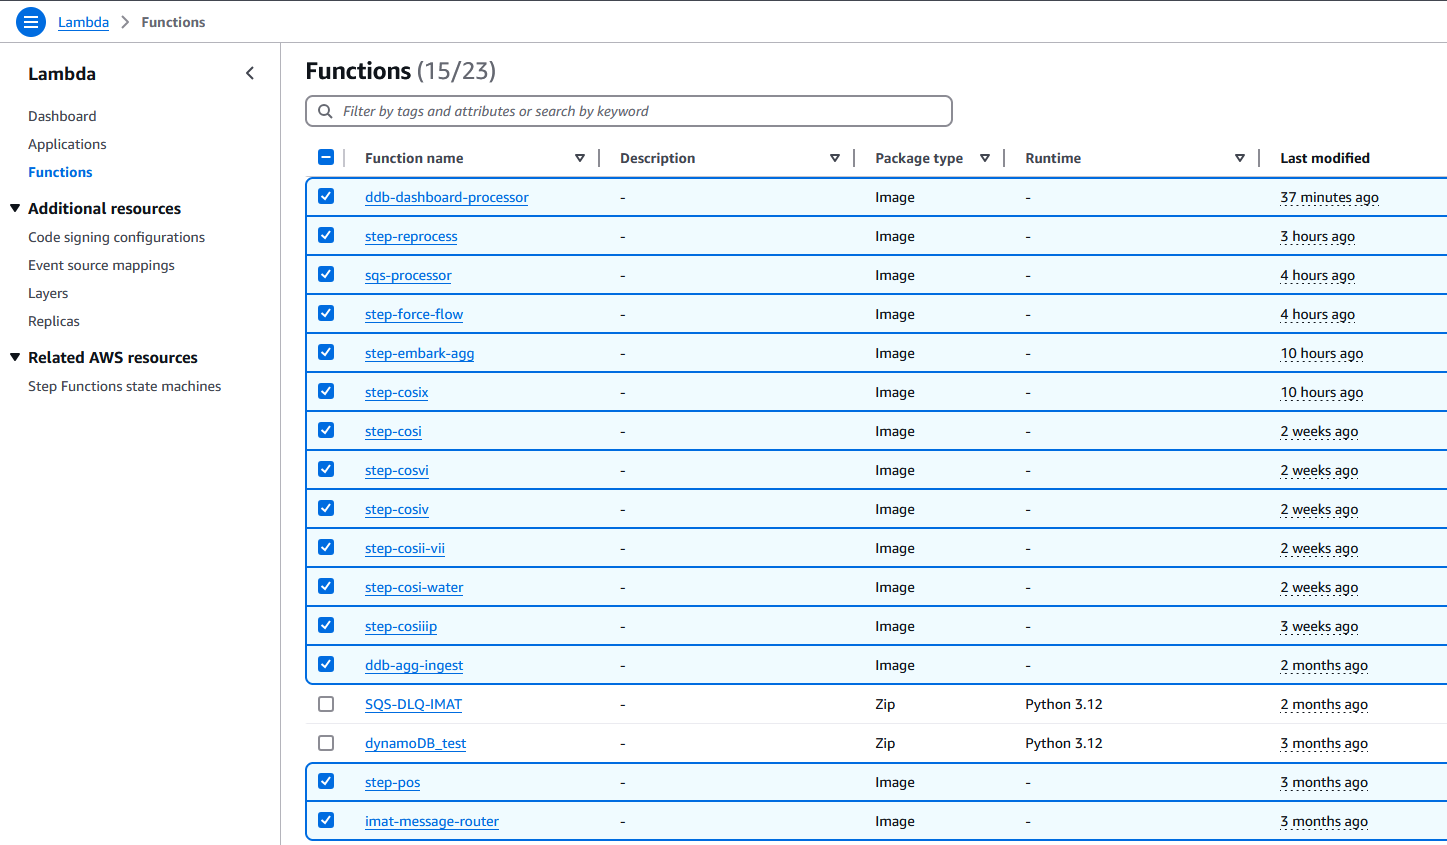 Lambda > Functions
Lambda
Dashboard
Applications
Functions
Additional resources
Code signing configurations
Event source mappings
Layers
Replicas
Related AWS resources
Step Functions state machines
Functions (15/23)
Filter by tags and attributes or search by keyword
Function name Description Package type Runtime Last modified
ddb-dashboard-processor - Image - 37 minutes ago
step-reprocess - Image - 3 hours ago
sqs-processor - Image - 4 hours ago
step-force-flow - Image - 4 hours ago
step-embark-agg - Image - 10 hours ago
step-cosix - Image - 10 hours ago
step-cosi - Image - 2 weeks ago
step-cosvi - Image - 2 weeks ago
step-cosiv - Image - 2 weeks ago
step-cosii-vii - Image - 2 weeks ago
step-cosi-water - Image - 2 weeks ago
step-cosiiip - Image - 3 weeks ago
ddb-agg-ingest - Image - 2 months ago
SQS-DLQ-IMAT - Zip Python 3.12 2 months ago
dynamoDB_test - Zip Python 3.12 3 months ago
step-pos - Image - 3 months ago
imat-message-router - Image - 3 months ago